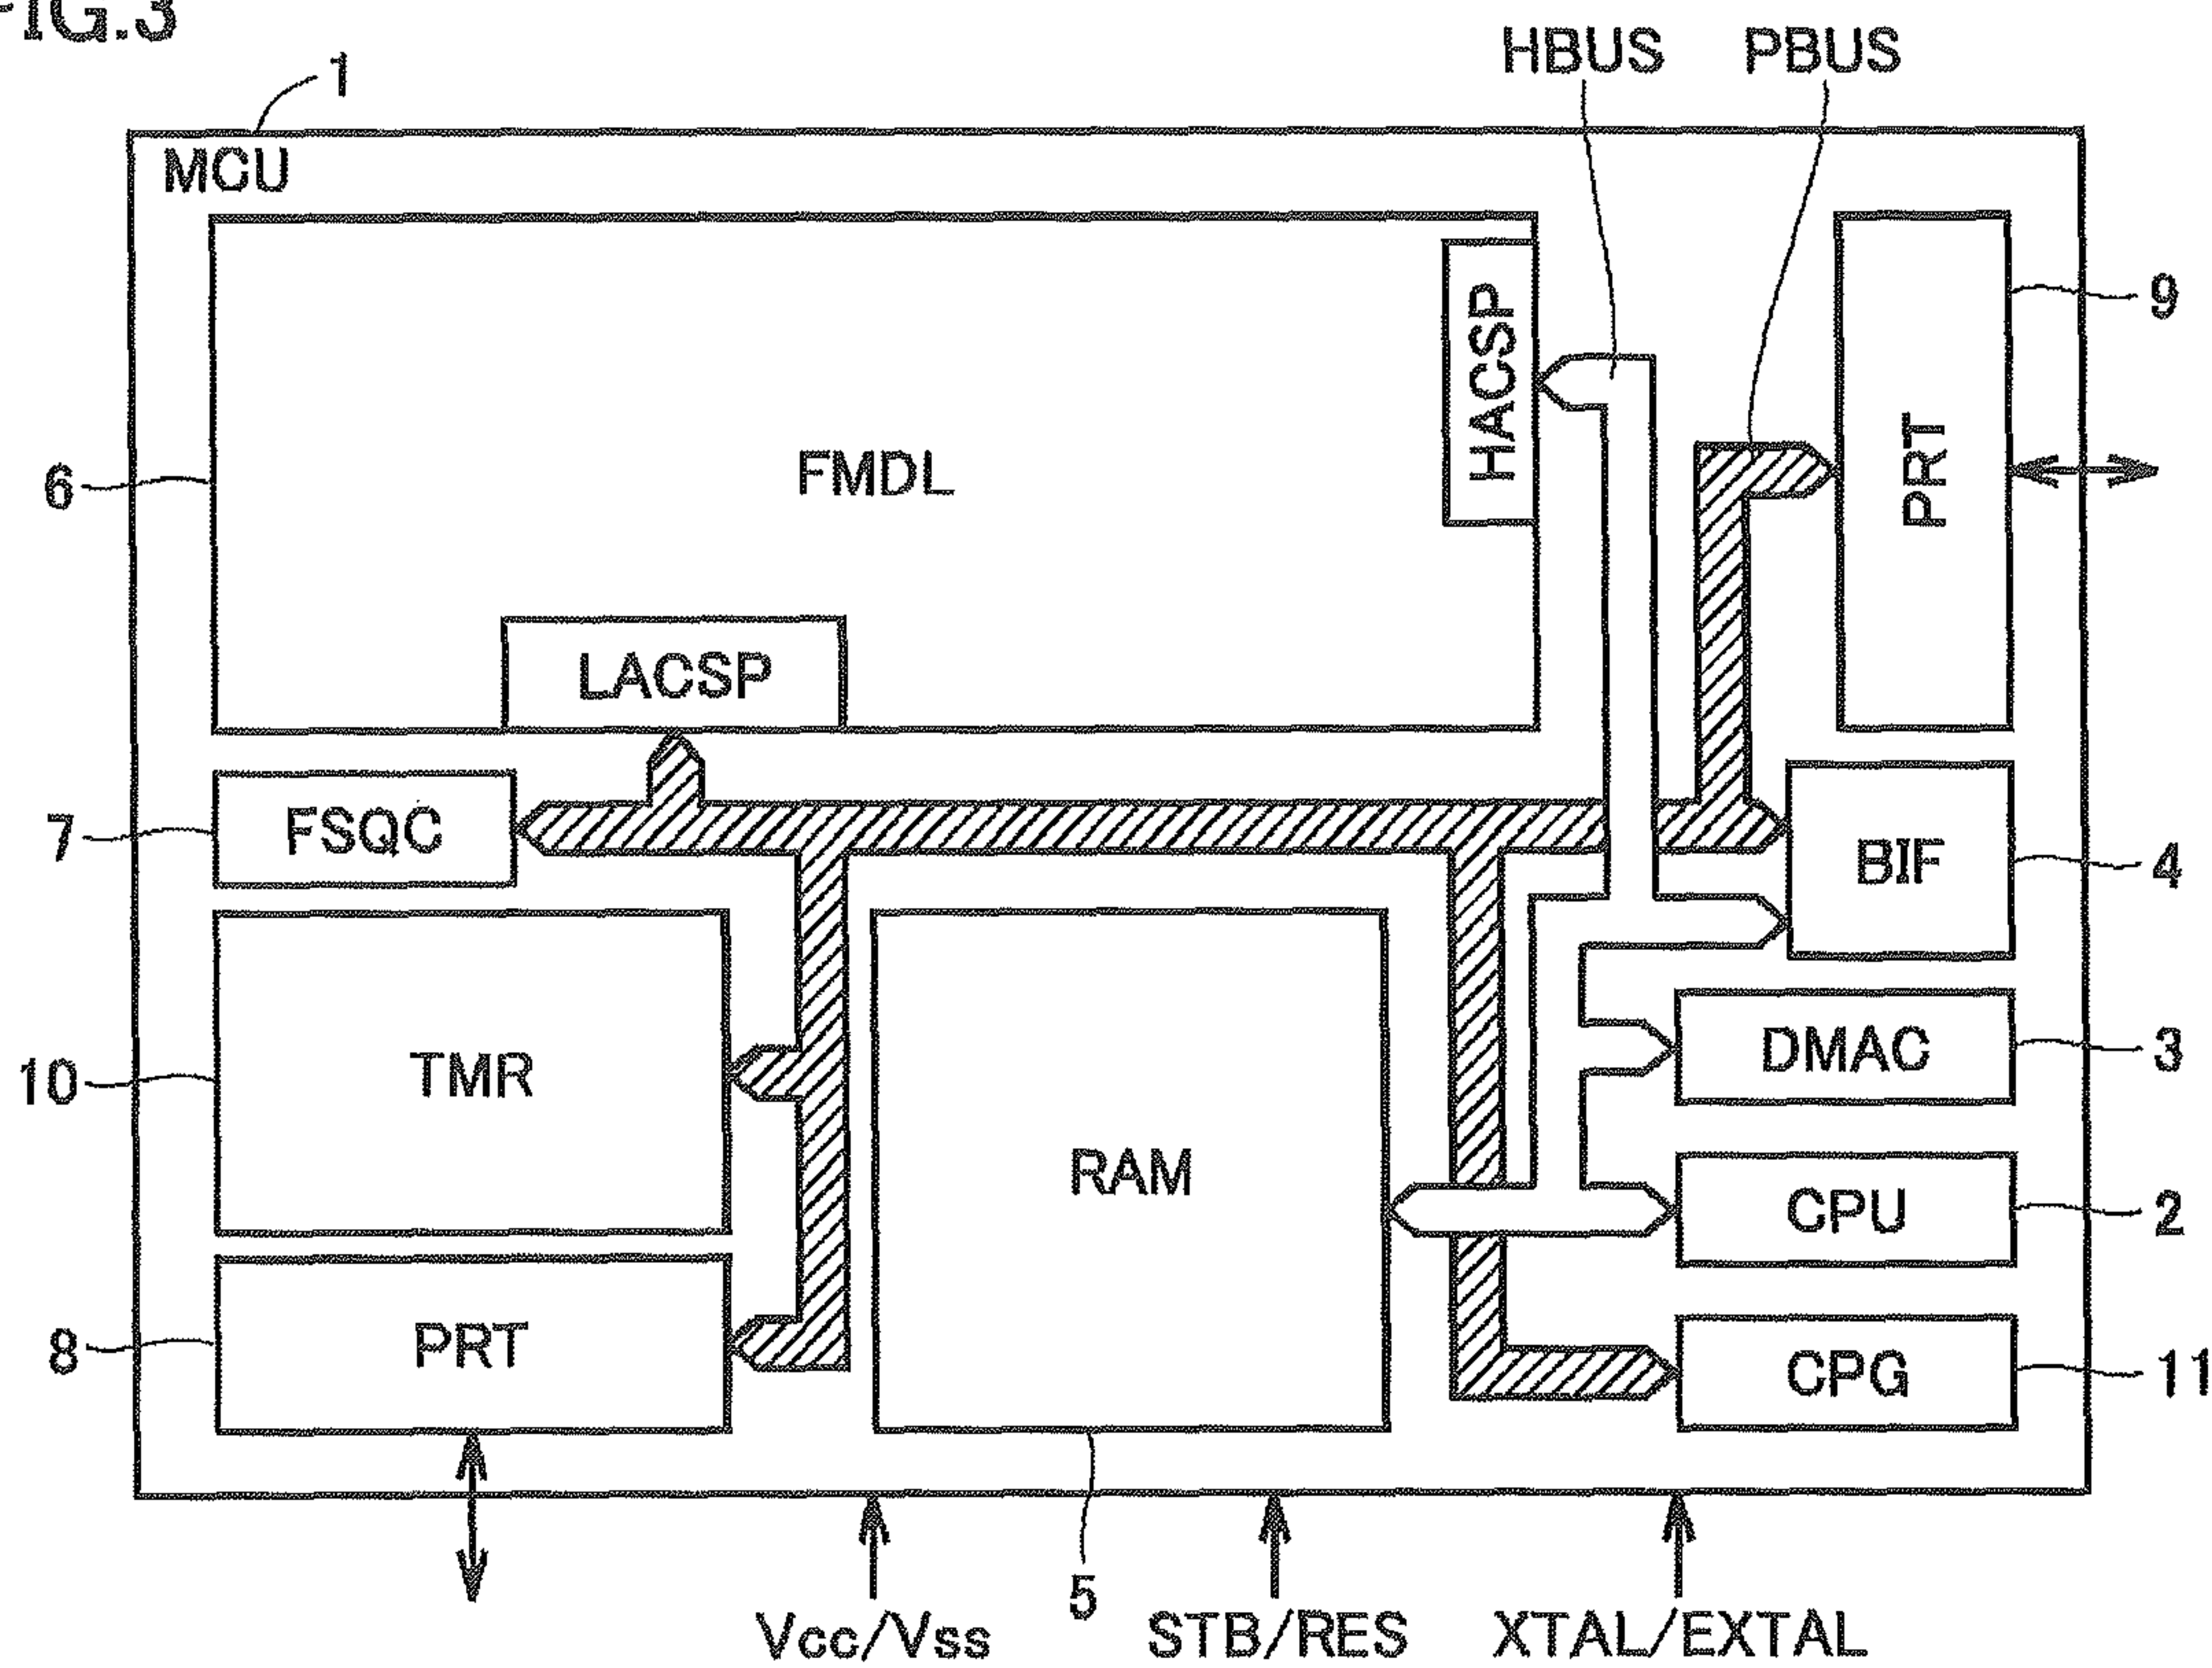 FIG.3
1
HBUS
PBUS
MCU
HACSP
9
FMDL
PRT
6
LACSP
7
FSQC
BIF
4
10
TMR
DMAC
3
RAM
CPU
2
8
PRT
CPG
11
5
Vcc/Vss
STB/RES
XTAL/EXTAL